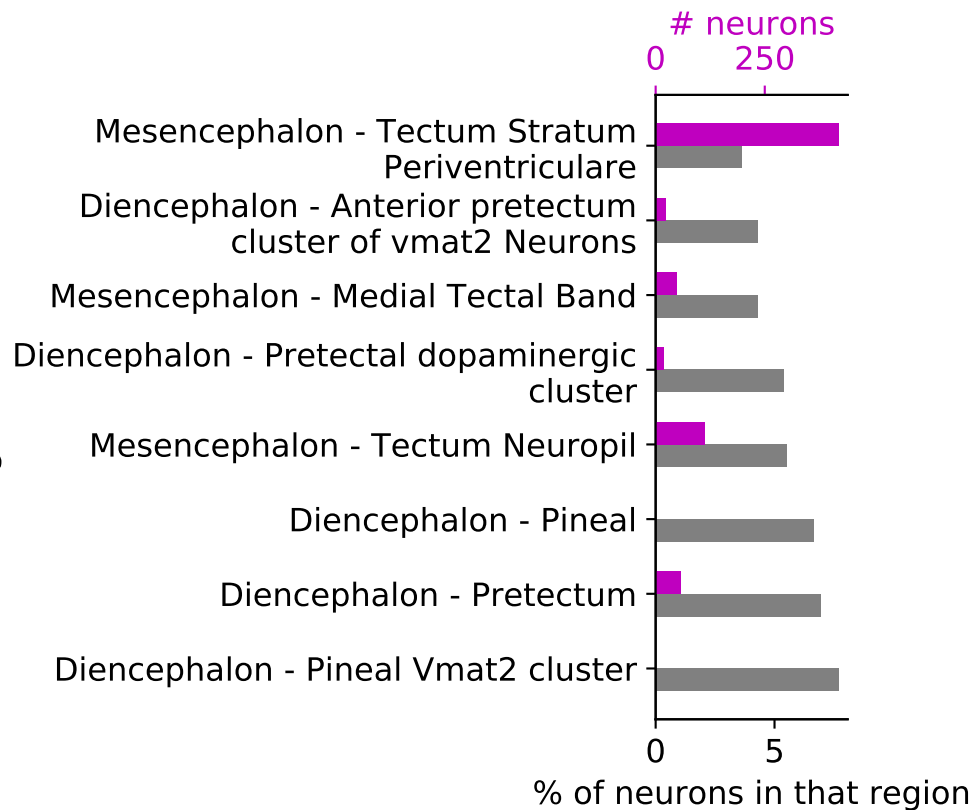 # neurons
0 250
Mesencephalon - Tectum Stratum
Periventriculare
Diencephalon - Anterior pretectum
cluster of vmat2 Neurons
Mesencephalon - Medial Tectal Band
Diencephalon - Pretectal dopaminergic
cluster
Mesencephalon - Tectum Neuropil
Diencephalon - Pineal
Diencephalon - Pretectum
Diencephalon - Pineal Vmat2 cluster
0 5
% of neurons in that region